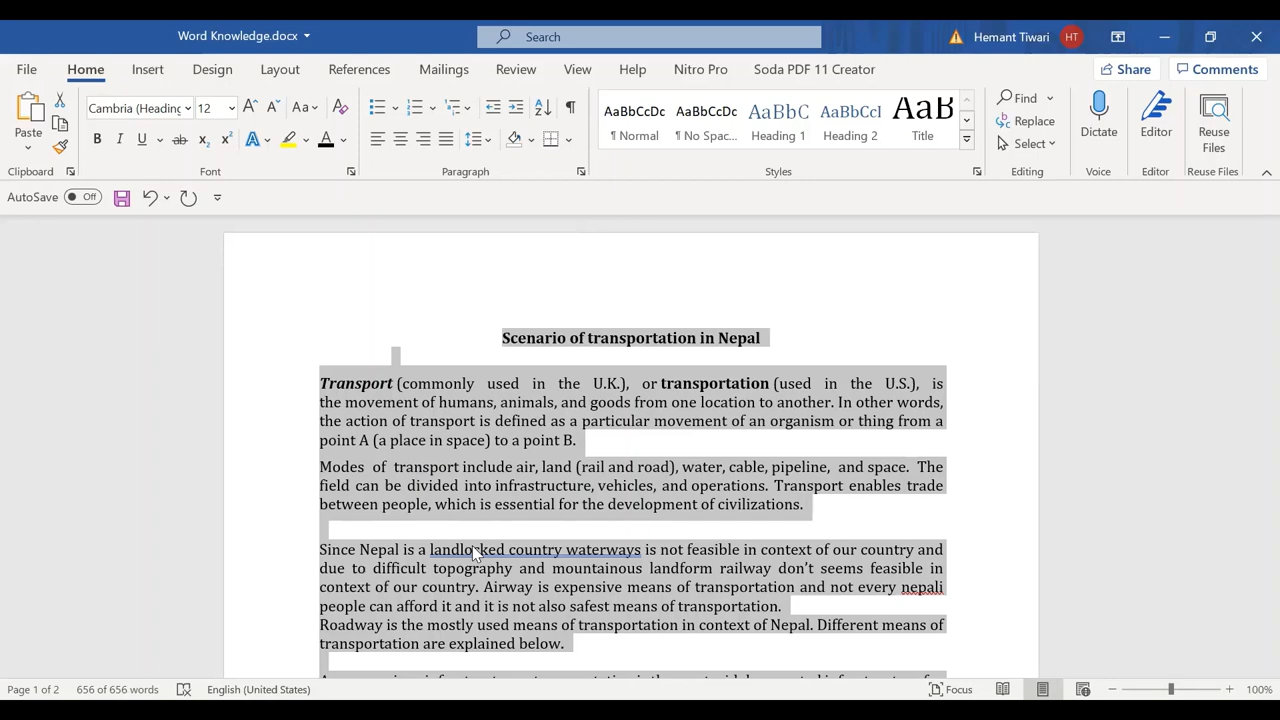 Word Knowledge.docx
Search
Hemant Tiwari HT
File Home Insert Design Layout References Mailings Review View Help Nitro Pro Soda PDF 11 Creator Share Comments
Paste
Cambria (Heading 12
AaBbCcDc AaBbCcDc AaBbC AaBbCcI AaB
¶ Normal ¶ No Spac... Heading 1 Heading 2 Title
Find
Replace
Select
Dictate
Editor
Reuse Files
Clipboard Font Paragraph Styles Editing Voice Editor Reuse Files
AutoSave Off
Scenario of transportation in Nepal
Transport (commonly used in the U.K.), or transportation (used in the U.S.), is
the movement of humans, animals, and goods from one location to another. In other words,
the action of transport is defined as a particular movement of an organism or thing from a
point A (a place in space) to a point B.
Modes of transport include air, land (rail and road), water, cable, pipeline, and space. The
field can be divided into infrastructure, vehicles, and operations. Transport enables trade
between people, which is essential for the development of civilizations.
Since Nepal is a landlocked country waterways is not feasible in context of our country and
due to difficult topography and mountainous landform railway don't seems feasible in
context of our country. Airway is expensive means of transportation and not every nepali
people can afford it and it is not also safest means of transportation.
Roadway is the mostly used means of transportation in context of Nepal. Different means of
transportation are explained below.
Page 1 of 2 656 of 656 words English (United States) Focus 100%